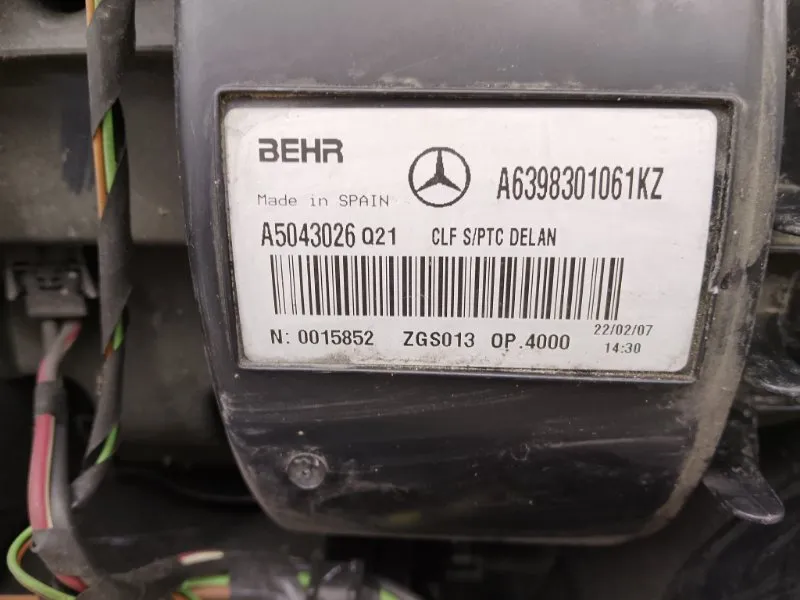 BEHR
A6398301061KZ
Made in SPAIN
A5043026 Q21 CLF S/PTC DELAN
N: 0015852 ZGS013 OP.4000 22/02/07
14:30